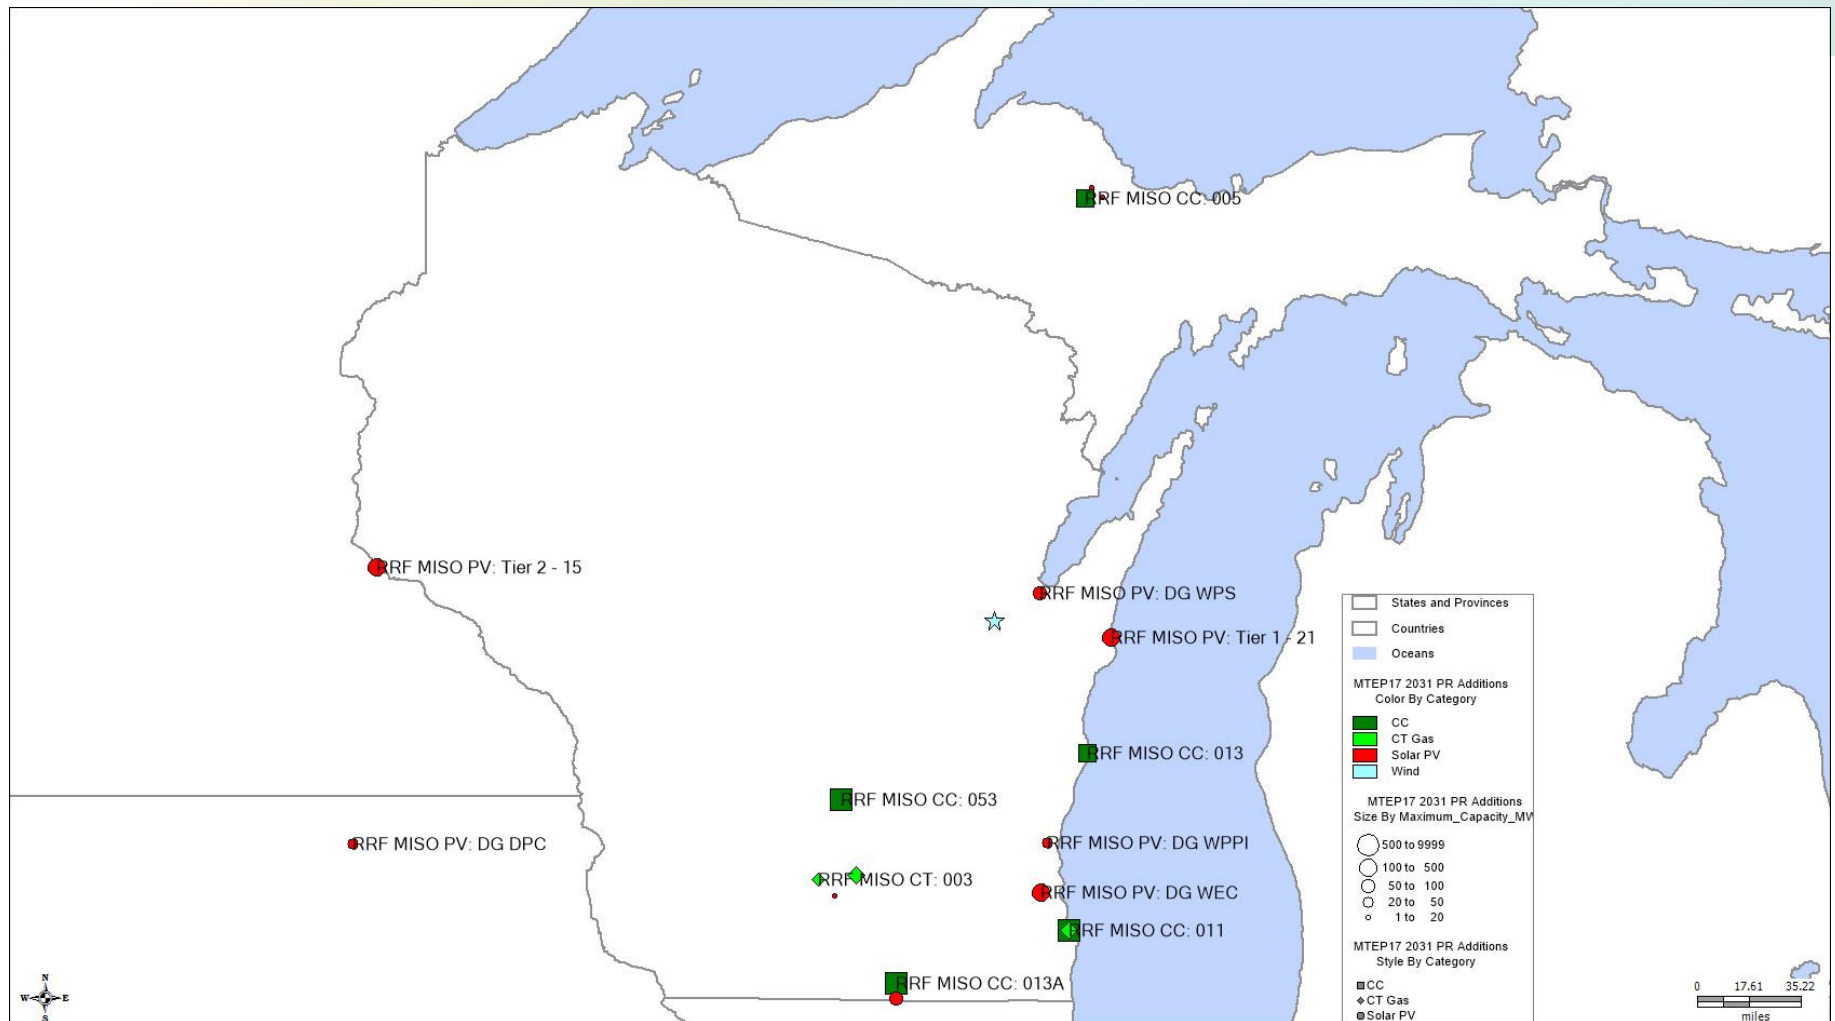 RRF MISO CC: 005
RRF MISO PV: Tier 2 - 15
RRF MISO PV: DG WPS
RRF MISO PV: Tier 1 - 21
RRF MISO CC: 013
RRF MISO CC: 053
RRF MISO PV: DG DPC
RRF MISO PV: DG WPPI
RRF MISO CT: 003
RRF MISO PV: DG WEC
RRF MISO CC: 011
RRF MISO CC: 013A
States and Provinces
Countries
Oceans
MTEP17 2031 PR Additions
Color By Category
CC
CT Gas
Solar PV
Wind
MTEP17 2031 PR Additions
Size By Maximum_Capacity_MW
500 to 9999
100 to 500
50 to 100
20 to 50
1 to 20
MTEP17 2031 PR Additions
Style By Category
CC
CT Gas
Solar PV
N
W E
S
0 17.61 35.22
miles